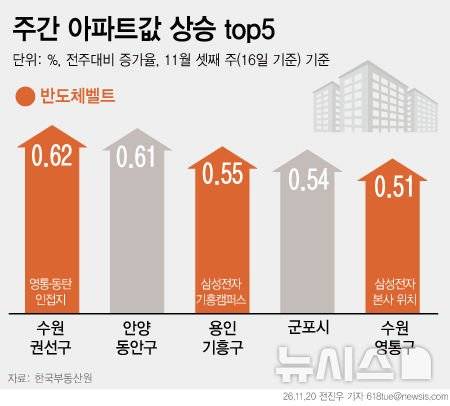 주간 아파트값 상승 top5
단위: %, 전주대비 증가율, 11월 셋째 주(16일 기준) 기준
반도체벨트
0.62
0.61
0.55
0.54
0.51
영통·동탄
인접지
삼성전자
기흥캠퍼스
삼성전자
본사 위치
수원
권선구
안양
동안구
용인
기흥구
군포시
수원
영통구
뉴시스
자료: 한국부동산원
26.11.20 전진우 기자 618tue@newsis.com